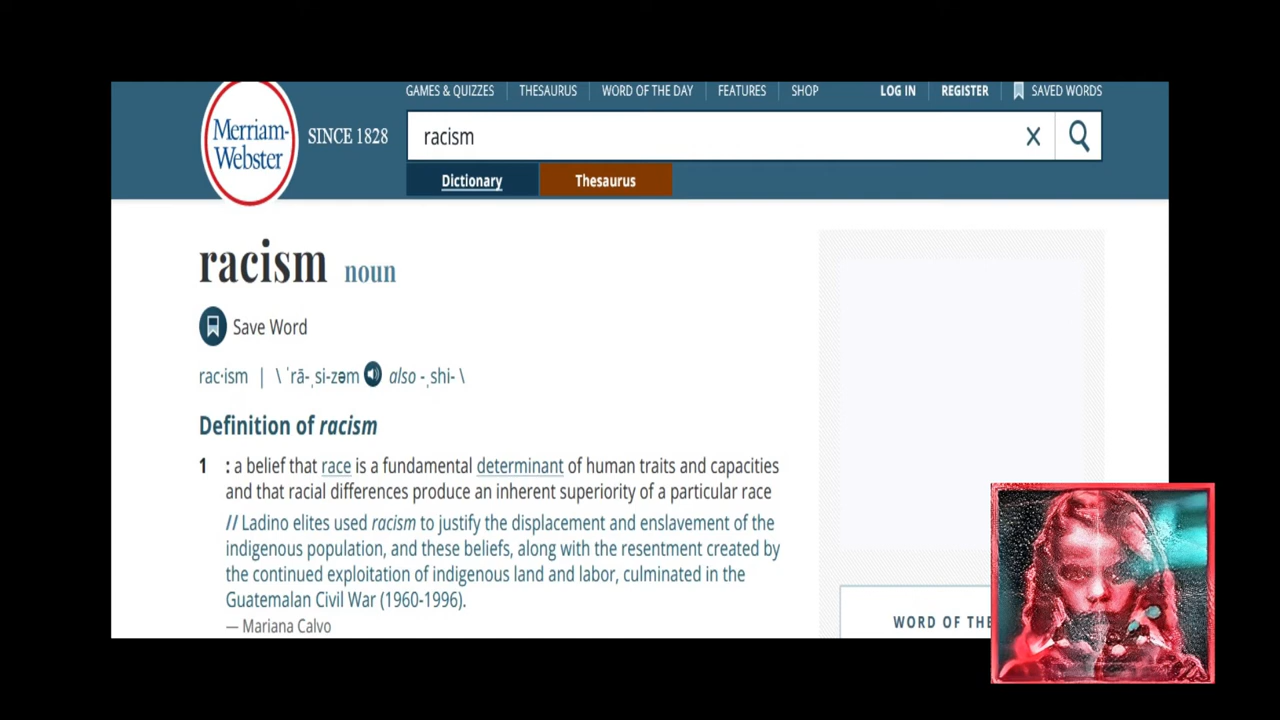 GAMES & QUIZZES THESAURUS WORD OF THE DAY FEATURES SHOP LOG IN REGISTER SAVED WORDS
Merriam-
Webster
SINCE 1828
racism X
Dictionary Thesaurus
racism noun
Save Word
rac·ism | \ ˈrā-ˌsi-zəm also -ˌshi- \
Definition of racism
1 : a belief that race is a fundamental determinant of human traits and capacities
and that racial differences produce an inherent superiority of a particular race
// Ladino elites used racism to justify the displacement and enslavement of the
indigenous population, and these beliefs, along with the resentment created by
the continued exploitation of indigenous land and labor, culminated in the
Guatemalan Civil War (1960-1996).
— Mariana Calvo
WORD OF THE